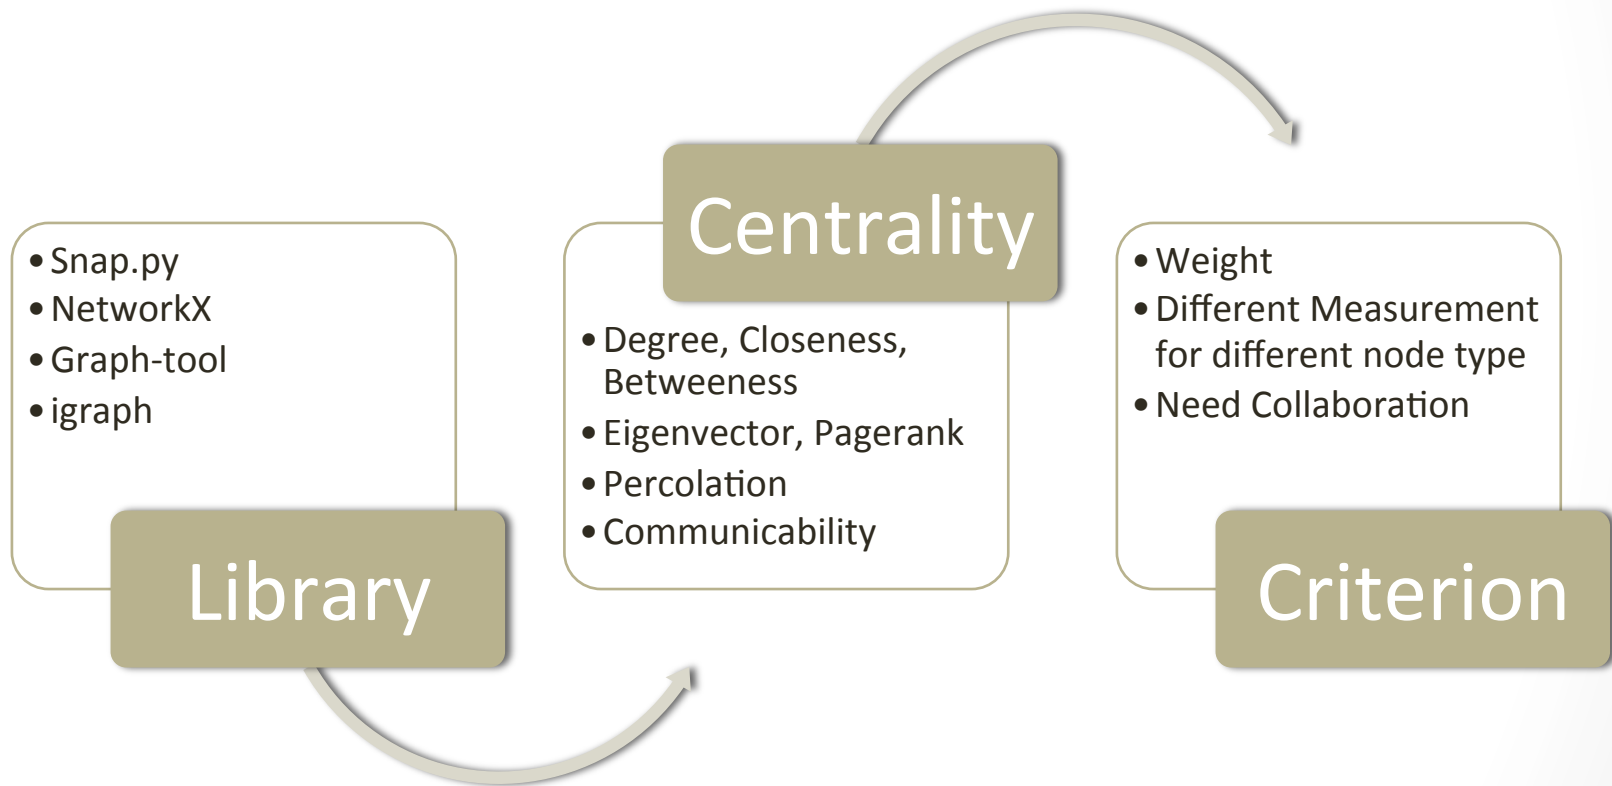 • Snap.py
• NetworkX
• Graph-tool
• igraph
Library
Centrality
• Degree, Closeness,
Betweeness
• Eigenvector, Pagerank
• Percolation
• Communicability
• Weight
• Different Measurement
for different node type
• Need Collaboration
Criterion